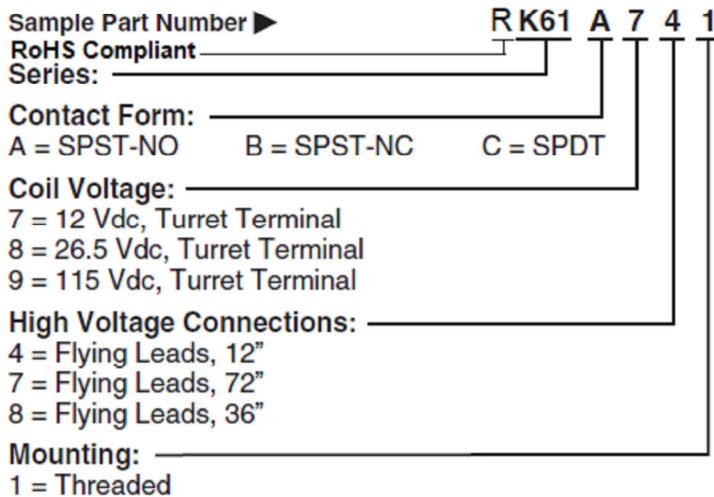 Sample Part Number ▶ R K61 A 7 4 1
RoHS Compliant
Series:
Contact Form:
A = SPST-NO B = SPST-NC C = SPDT
Coil Voltage:
7 = 12 Vdc, Turret Terminal
8 = 26.5 Vdc, Turret Terminal
9 = 115 Vdc, Turret Terminal
High Voltage Connections:
4 = Flying Leads, 12”
7 = Flying Leads, 72”
8 = Flying Leads, 36”
Mounting:
1 = Threaded